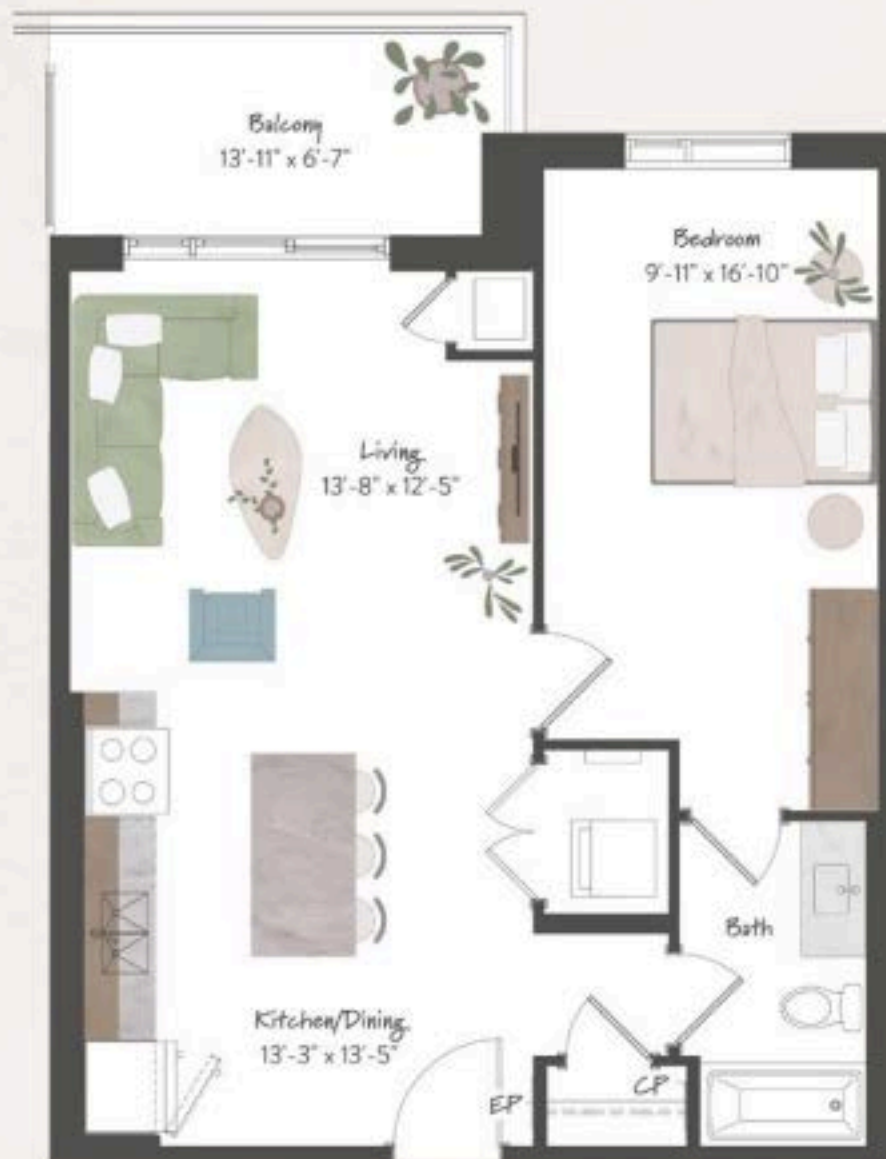 Balcony
13'-11" x 6'-7"
Bedroom
9'-11" x 16'-10"
Living
13'-8" x 12'-5"
Bath
Kitchen/Dining
13'-3" x 13'-5"
EP
CP